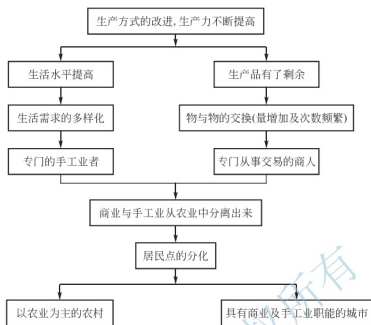 生产方式的改进,生产力不断提高
生活水平提高
生产品有了剩余
生活需求的多样化
物与物的交换(量增加及次数频繁)
专门的手工业者
专门从事交易的商人
商业与手工业从农业中分离出来
居民点的分化
以农业为主的农村
具有商业及手工业职能的城市
所有